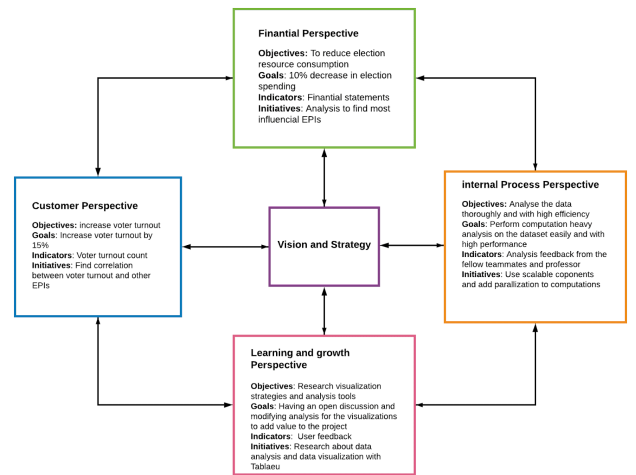 Finantial Perspective
Objectives: To reduce election
resource consumption
Goals: 10% decrease in election
spending
Indicators: Finantial statements
Initiatives: Analysis to find most
influencial EPIs
Customer Perspective
Objectives: increase voter turnout
Goals: Increase voter turnout by
15%
Indicators: Voter turnout count
Initiatives: Find correlation
between voter turnout and other
EPIs
Vision and Strategy
internal Process Perspective
Objectives: Analyse the data
thoroughly and with high efficiency
Goals: Perform computation heavy
analysis on the dataset easily and with
high performance
Indicators: Analysis feedback from the
fellow teammates and professor
Initiatives: Use scalable coponents
and add parallization to computations
Learning and growth
Perspective
Objectives: Research visualization
strategies and analysis tools
Goals: Having an open discussion and
modifying analysis for the visualizations
to add value to the project
Indicators: User feedback
Initiatives: Research about data
analysis and data visualization with
Tablaeu